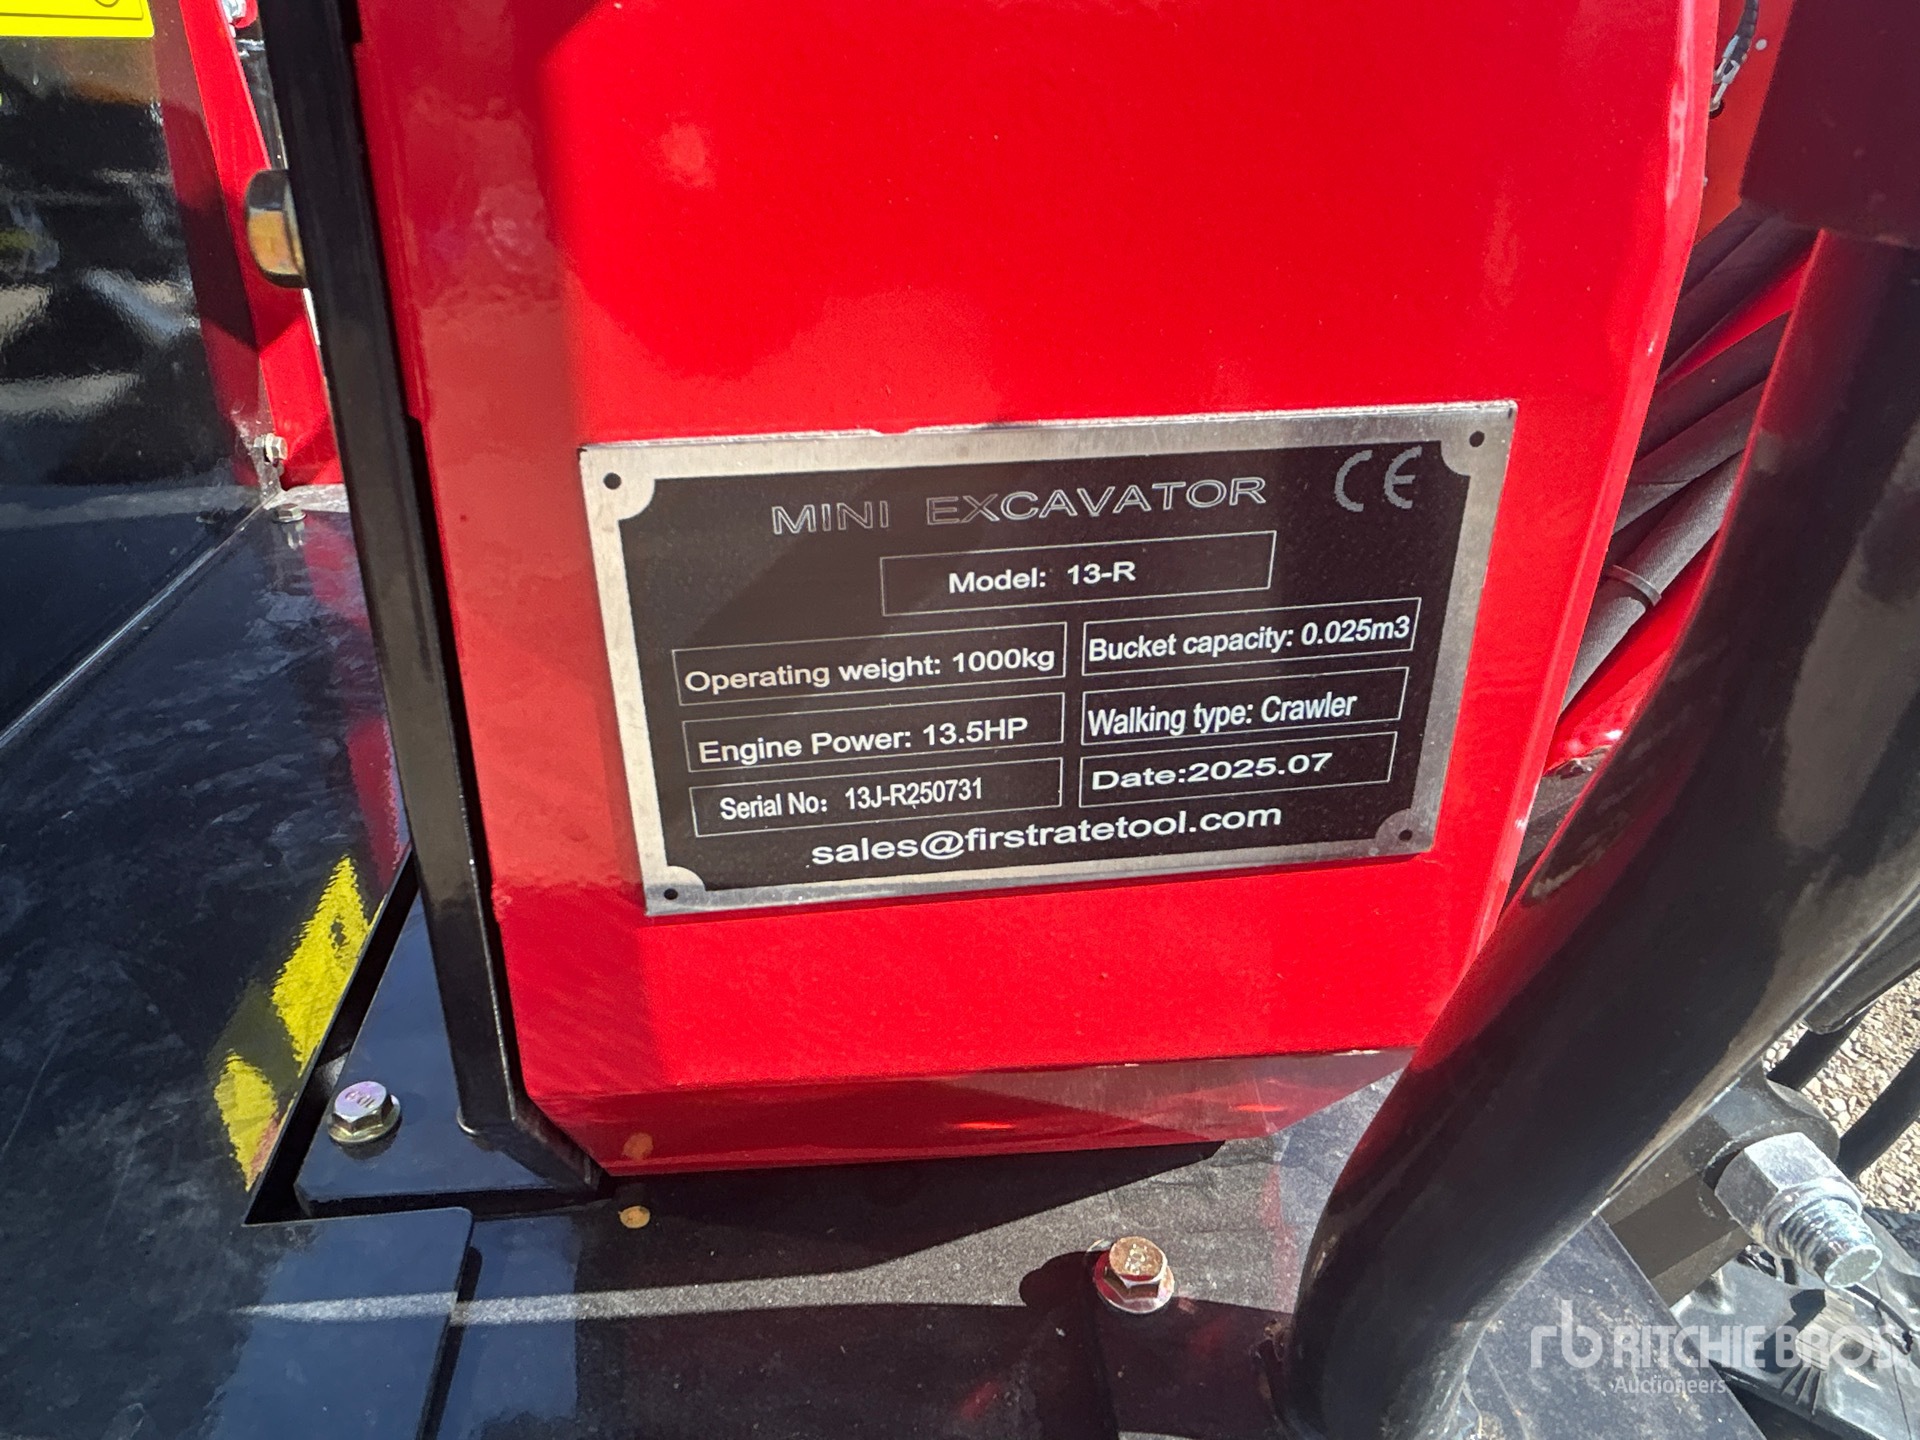 MINI EXCAVATOR CE
Model: 13-R
Operating weight: 1000kg Bucket capacity: 0.025m3
Engine Power: 13.5HP Walking type: Crawler
Serial No: 13J-R250731 Date:2025.07
sales@firstratetool.com
rb RITCHIE BROS.
Auctioneers